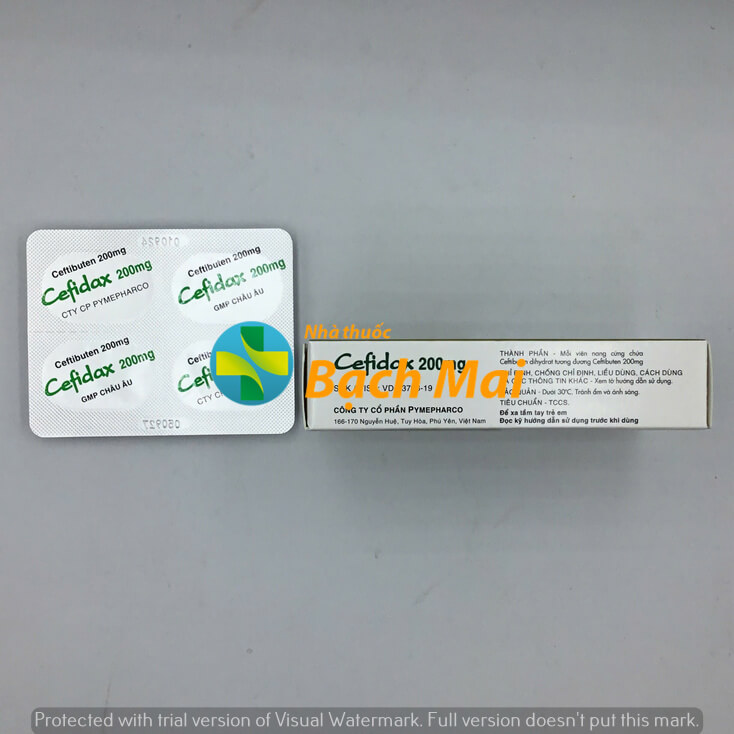 010924
Ceftibuten 200mg
Cefidax 200mg
CTY CP PYMEPHARCO
Ceftibuten 200mg
Cefidax 200mg
GMP CHÂU ÂU
Ceftibuten 200mg
Cefidax 200mg
GMP CHÂU ÂU
Ceftibuten
Cefidax
CTY CP
050927
Nhà thuốc
Bạch Mai
Cefidax 200mg
CÔNG TY CỔ PHẦN PYMEPHARCO
166-170 Nguyễn Huệ, Tuy Hòa, Phú Yên, Việt Nam
THÀNH PHẦN - Mỗi viên nang cứng chứa
Ceftibuten dihydrat tương đương Ceftibuten 200mg
CHỈ ĐỊNH, CHỐNG CHỈ ĐỊNH, LIỀU DÙNG, CÁCH DÙNG
VÀ CÁC THÔNG TIN KHÁC - Xem tờ hướng dẫn sử dụng.
BẢO QUẢN - Dưới 30°C. Tránh ẩm và ánh sáng.
TIÊU CHUẨN - TCCS.
Để xa tầm tay trẻ em
Đọc kỹ hướng dẫn sử dụng trước khi dùng
Protected with trial version of Visual Watermark. Full version doesn't put this mark.